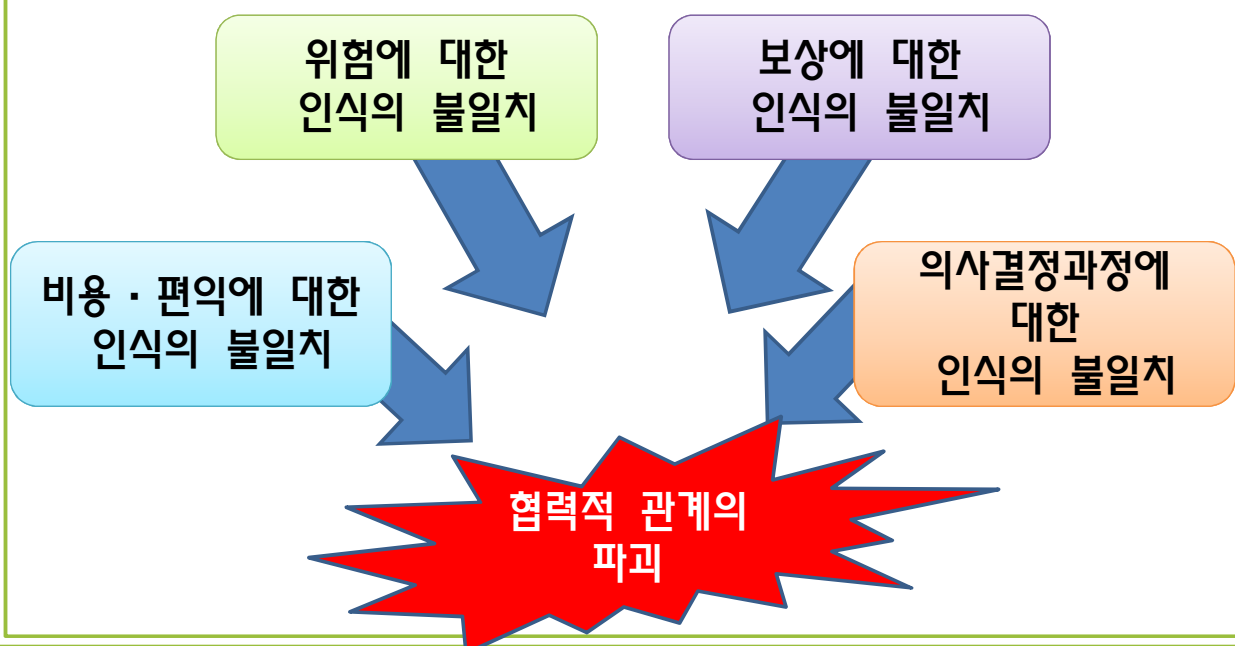 위험에 대한
인식의 불일치
보상에 대한
인식의 불일치
비용·편익에 대한
인식의 불일치
의사결정과정에
대한
인식의 불일치
협력적 관계의
파괴